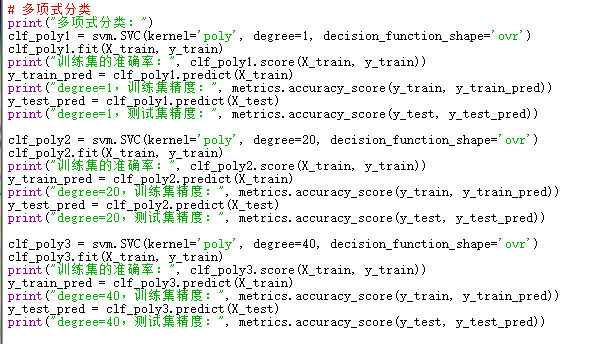 # 多项式分类
print("多项式分类：")
clf_poly1 = svm.SVC(kernel='poly', degree=1, decision_function_shape='ovr')
clf_poly1.fit(X_train, y_train)
print("训练集的准确率：", clf_poly1.score(X_train, y_train))
y_train_pred = clf_poly1.predict(X_train)
print("degree=1，训练集精度：", metrics.accuracy_score(y_train, y_train_pred))
y_test_pred = clf_poly1.predict(X_test)
print("degree=1，测试集精度：", metrics.accuracy_score(y_test, y_test_pred))
clf_poly2 = svm.SVC(kernel='poly', degree=20, decision_function_shape='ovr')
clf_poly2.fit(X_train, y_train)
print("训练集的准确率：", clf_poly2.score(X_train, y_train))
y_train_pred = clf_poly2.predict(X_train)
print("degree=20，训练集精度：", metrics.accuracy_score(y_train, y_train_pred))
y_test_pred = clf_poly2.predict(X_test)
print("degree=20，测试集精度：", metrics.accuracy_score(y_test, y_test_pred))
clf_poly3 = svm.SVC(kernel='poly', degree=40, decision_function_shape='ovr')
clf_poly3.fit(X_train, y_train)
print("训练集的准确率：", clf_poly3.score(X_train, y_train))
y_train_pred = clf_poly3.predict(X_train)
print("degree=40，训练集精度：", metrics.accuracy_score(y_train, y_train_pred))
y_test_pred = clf_poly3.predict(X_test)
print("degree=40，测试集精度：", metrics.accuracy_score(y_test, y_test_pred))